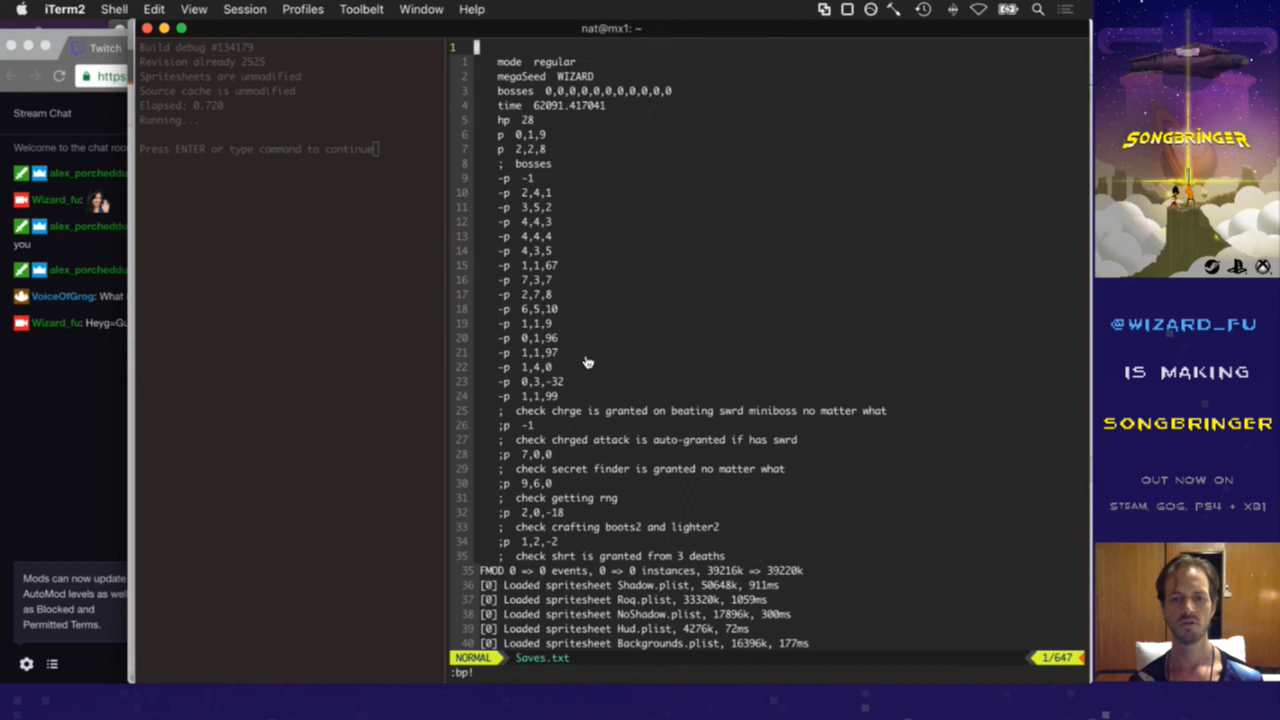 iTerm2 Shell Edit View Session Profiles Toolbelt Window Help
nat@mx1: ~
Twitch
https
Stream Chat
Welcome to the chat roo
alex_porcheddu
Wizard_fu:
alex_porcheddu
you
alex_porcheddu
VoiceOfGrog: What
Wizard_fu: Heyg=Gu
Mods can now update
AutoMod levels as well
as Blocked and
Permitted Terms.
Build debug #134179
Revision already 2525
Spritesheets are unmodified
Source cache is unmodified
Elapsed: 0.720
Running...
Press ENTER or type command to continue
1
1 mode regular
2 megaSeed WIZARD
3 bosses 0,0,0,0,0,0,0,0,0,0,0
4 time 62091.417041
5 hp 28
6 p 0,1,9
7 p 2,2,8
8 ; bosses
9 -p -1
10 -p 2,4,1
11 -p 3,5,2
12 -p 4,4,3
13 -p 4,4,4
14 -p 4,3,5
15 -p 1,1,67
16 -p 7,3,7
17 -p 2,7,8
18 -p 6,5,10
19 -p 1,1,9
20 -p 0,1,96
21 -p 1,1,97
22 -p 1,4,0
23 -p 0,3,-32
24 -p 1,1,99
25 ; check chrge is granted on beating swrd miniboss no matter what
26 ;p -1
27 ; check chrged attack is auto-granted if has swrd
28 ;p 7,0,0
29 ; check secret finder is granted no matter what
30 ;p 9,6,0
31 ; check getting rng
32 ;p 2,0,-18
33 ; check crafting boots2 and lighter2
34 ;p 1,2,-2
35 ; check shrt is granted from 3 deaths
35 FMOD 0 => 0 events, 0 => 0 instances, 39216k => 39220k
36 [0] Loaded spritesheet Shadow.plist, 50648k, 911ms
37 [0] Loaded spritesheet Roq.plist, 33320k, 1059ms
38 [0] Loaded spritesheet NoShadow.plist, 17896k, 300ms
39 [0] Loaded spritesheet Hud.plist, 4276k, 72ms
40 [0] Loaded spritesheet Backgrounds.plist, 16396k, 177ms
NORMAL Saves.txt 1/647
:bp!
SONGBRINGER
@WIZARD_FU
IS MAKING
SONGBRINGER
OUT NOW ON
STEAM, GOG, PS4 + XB1